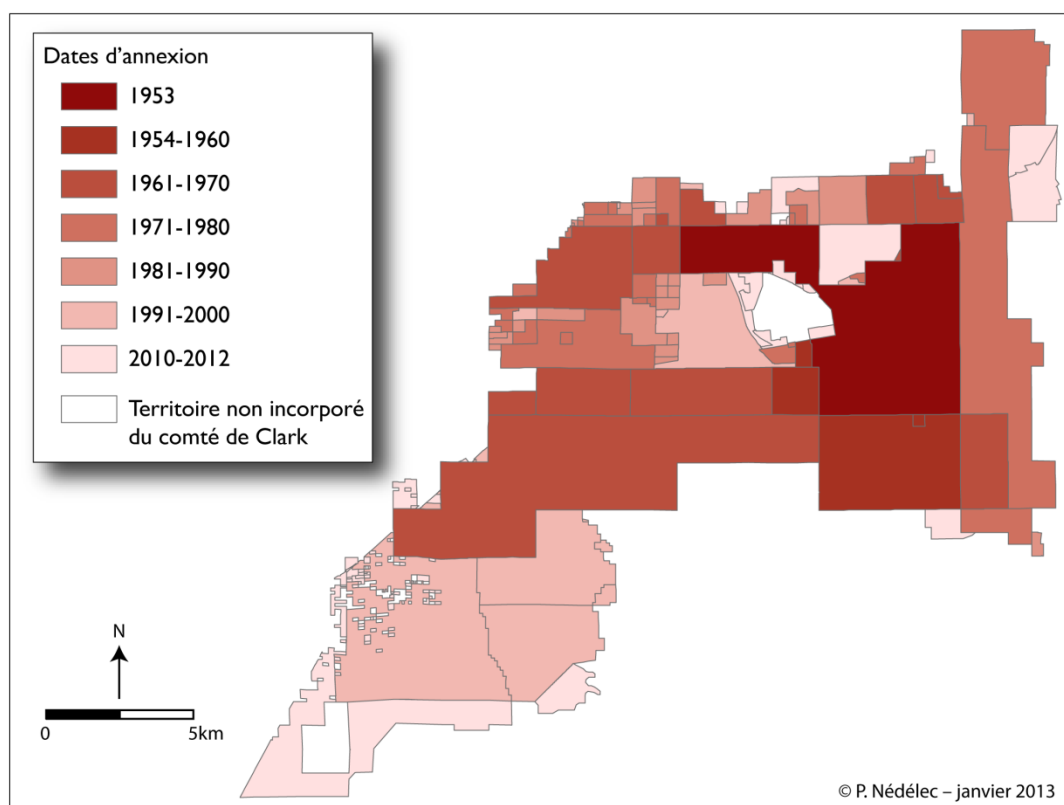 Dates d'annexion
1953
1954-1960
1961-1970
1971-1980
1981-1990
1991-2000
2010-2012
Territoire non incorporé
du comté de Clark
N
0 5km
© P. Nédélec – janvier 2013